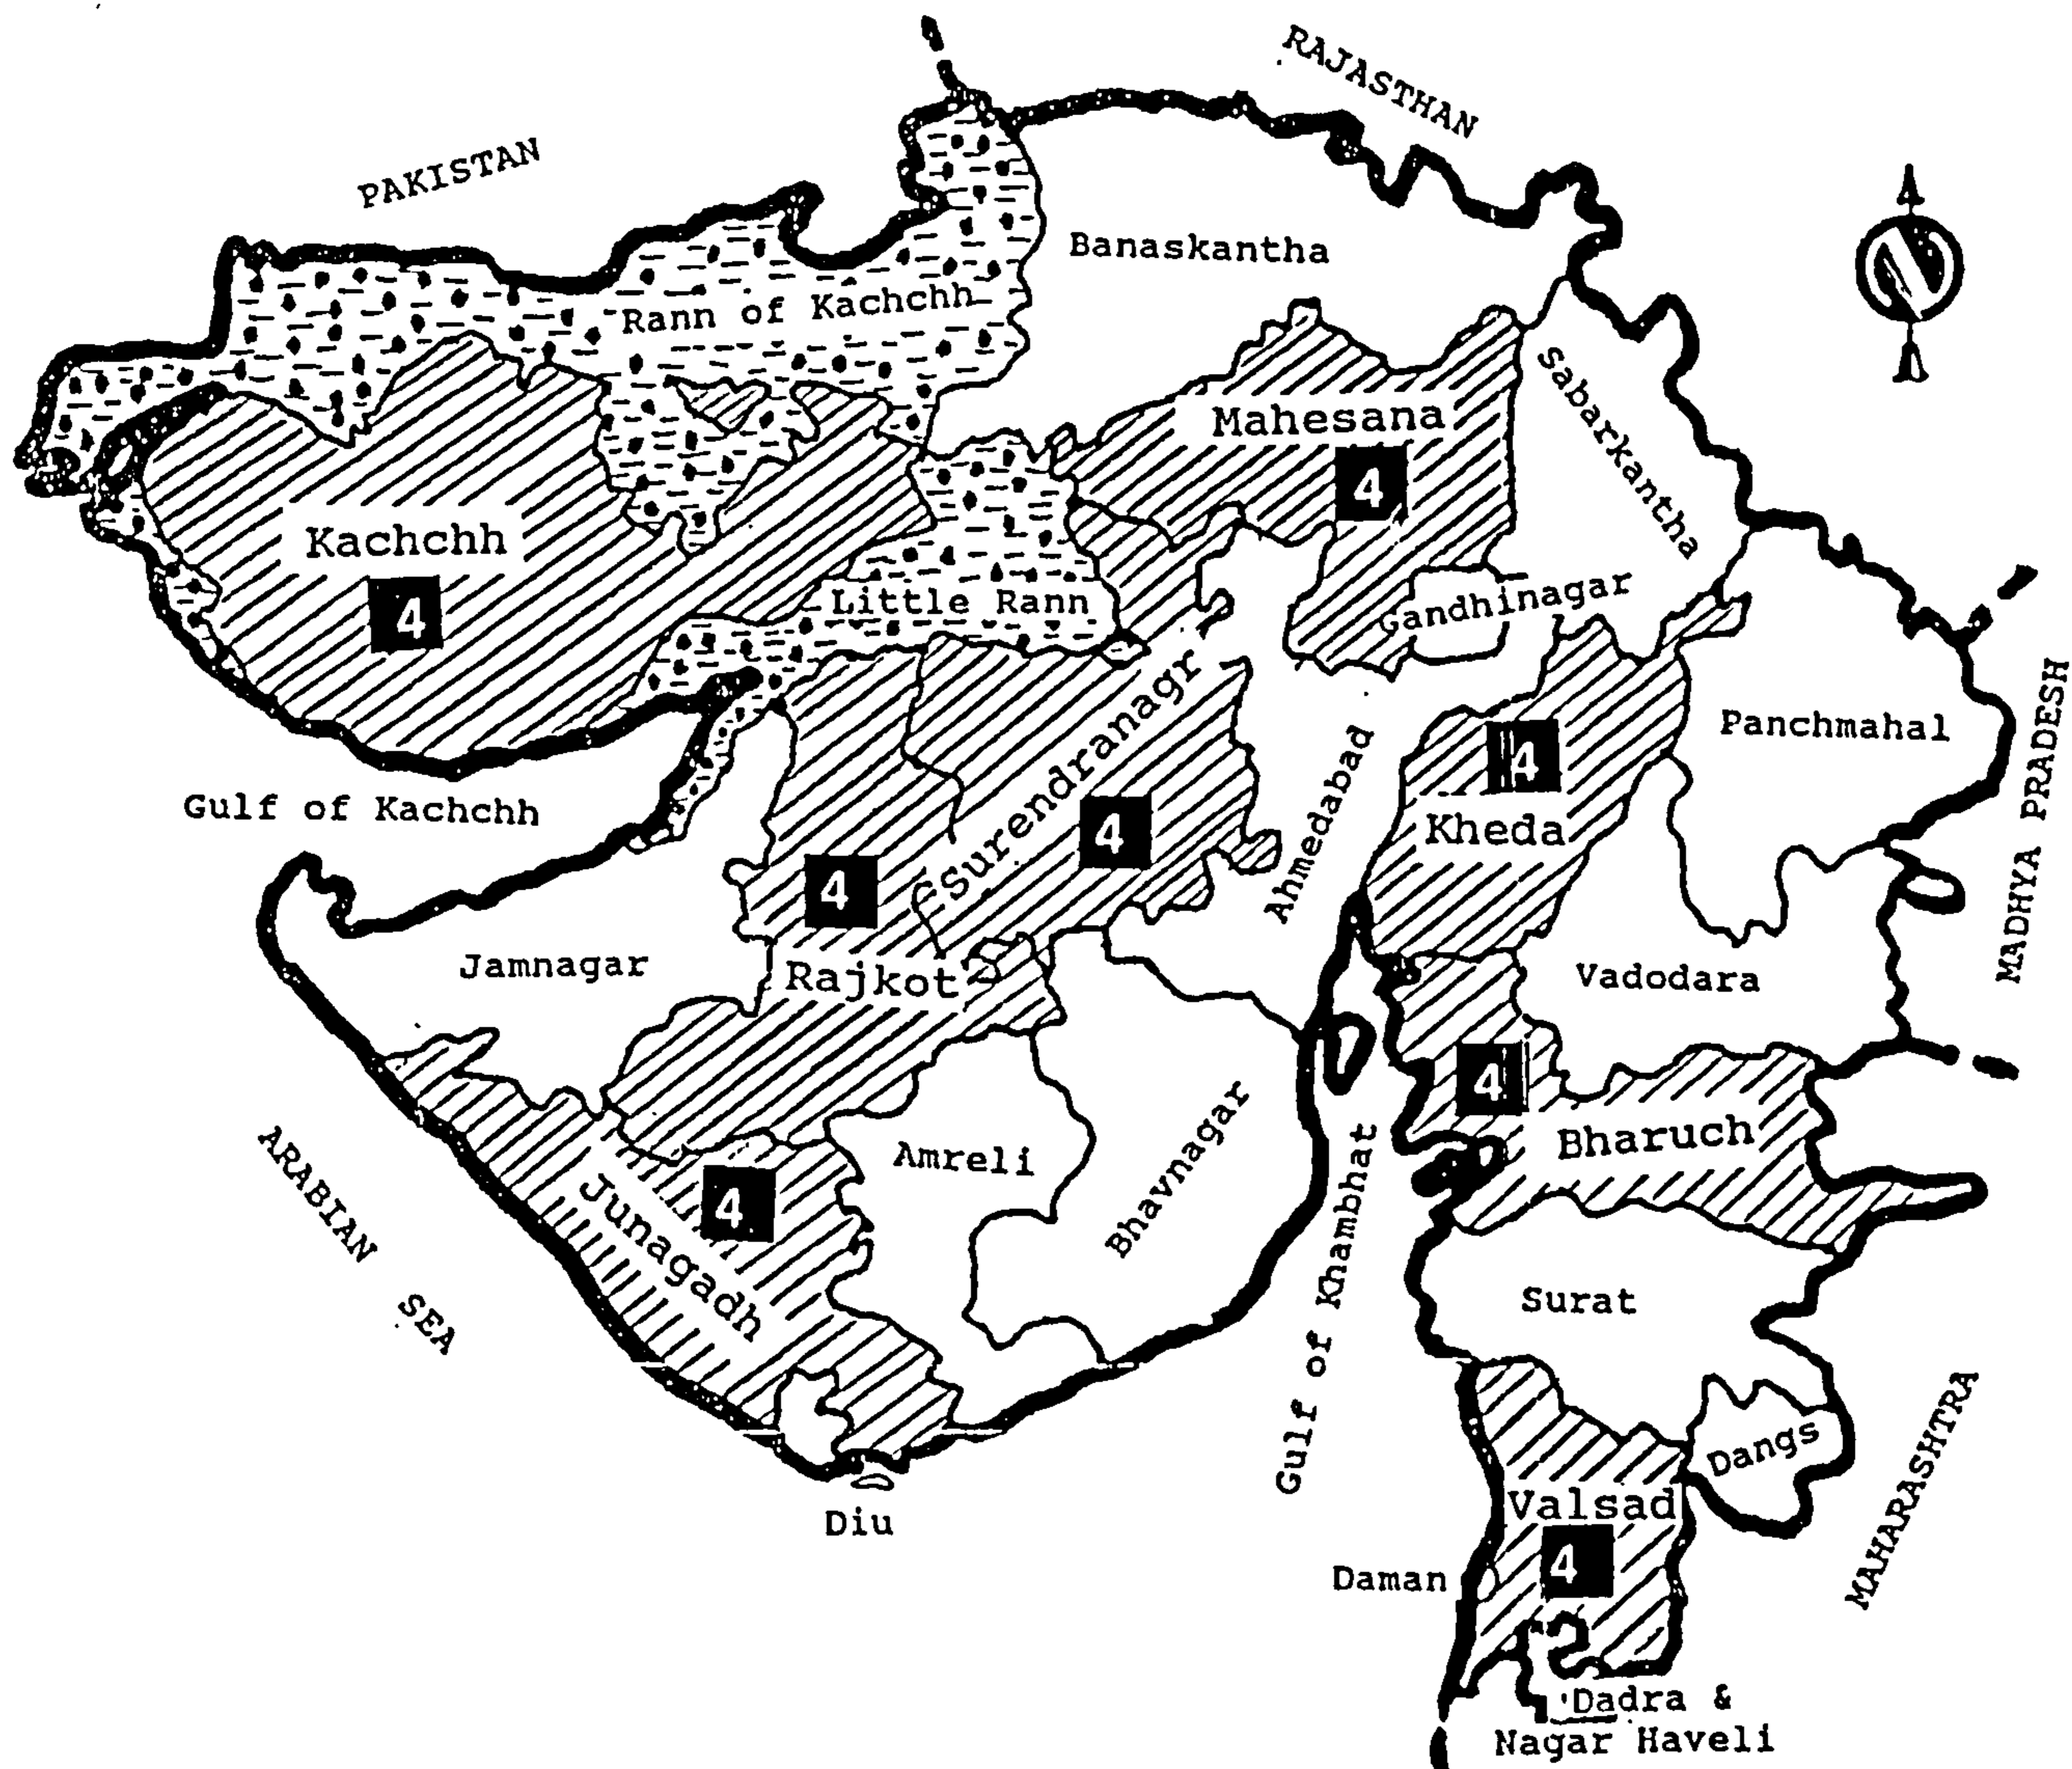 RAJASTHAN
PAKISTAN
Banaskantha
Rann of Kachchh
Sabarkantha
Mahesana
4
Kachchh
4
Little Rann
Gandhinagar
Surendranagr
4
Ahmedabad
Panchmahal
MADHYA PRADESH
4
Kheda
Gulf of Kachchh
4
Rajkot
Jamnagar
Vadodara
4
Bharuch
Amreli
Bhavnagar
Gulf of Khambhat
ARABIAN
SEA
4
Junagadh
Surat
Dangs
MAHARASHTRA
Valsad
4
Diu
Daman
Dadra &
Nagar Haveli